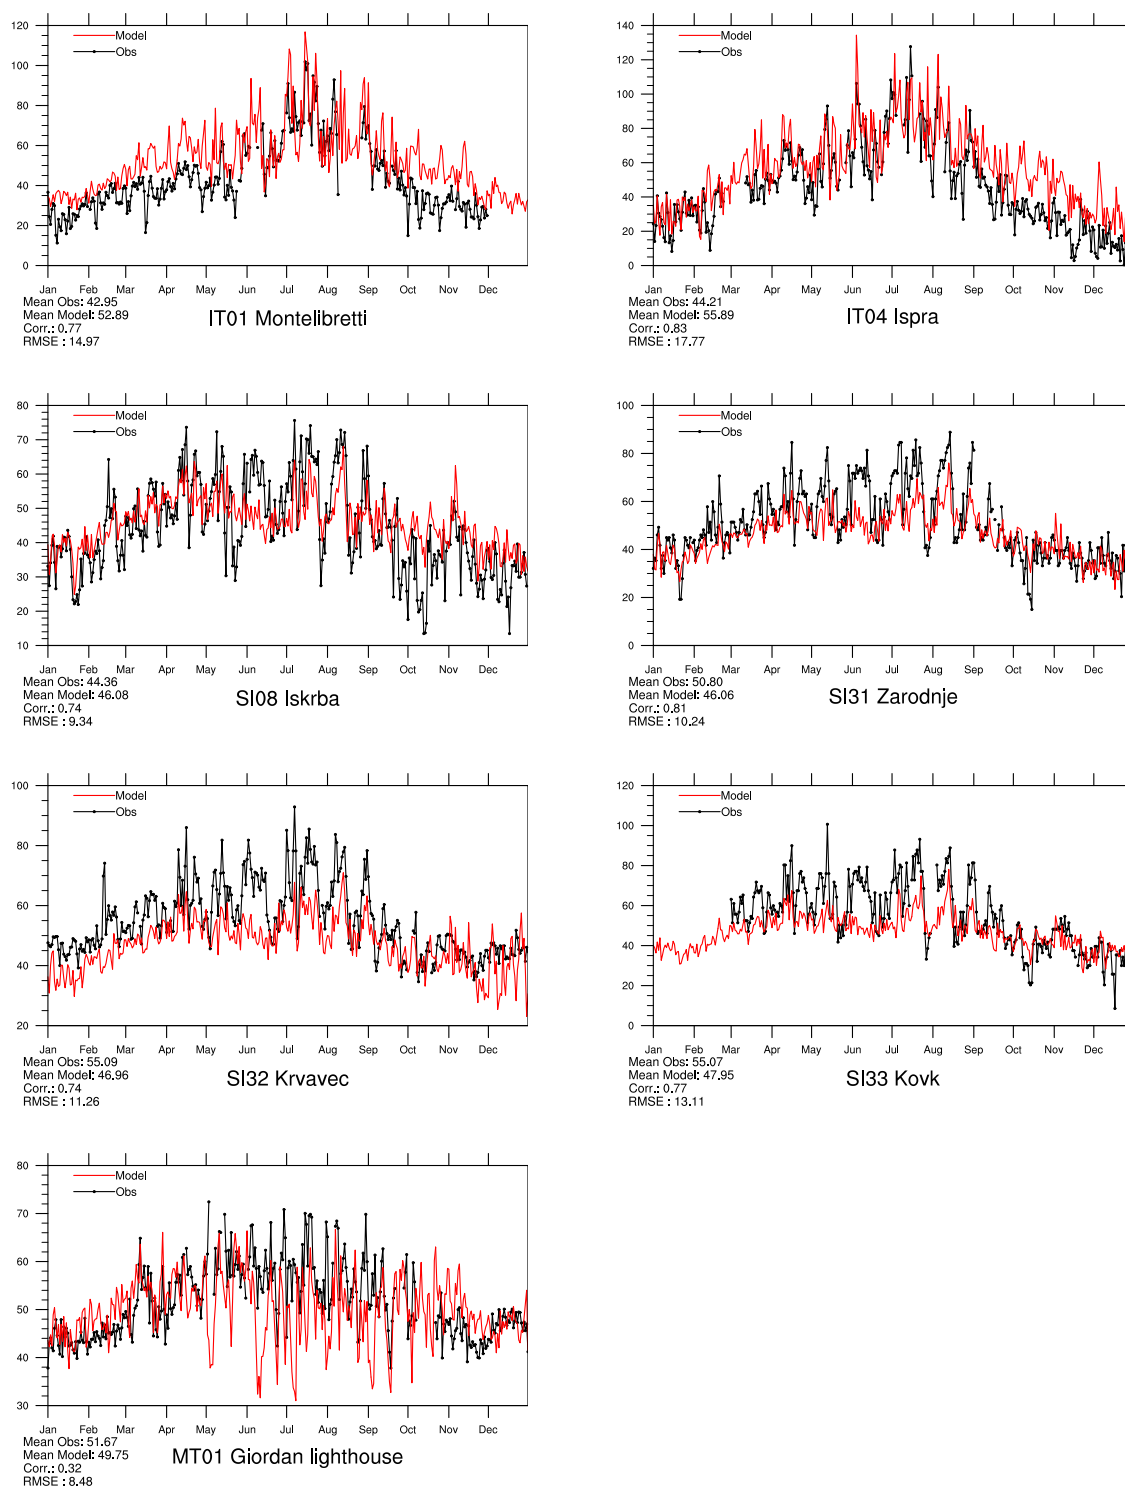 120
100
80
60
40
20
0
Model
Obs
Jan Feb Mar Apr May Jun Jul Aug Sep Oct Nov Dec
Mean Obs: 42.95
Mean Model: 52.89
Corr.: 0.77
RMSE : 14.97
IT01 Montelibretti
140
120
100
80
60
40
20
0
Model
Obs
Jan Feb Mar Apr May Jun Jul Aug Sep Oct Nov Dec
Mean Obs: 44.21
Mean Model: 55.89
Corr.: 0.83
RMSE : 17.77
IT04 Ispra
80
70
60
50
40
30
20
10
Model
Obs
Jan Feb Mar Apr May Jun Jul Aug Sep Oct Nov Dec
Mean Obs: 44.36
Mean Model: 46.08
Corr.: 0.74
RMSE : 9.34
SI08 Iskrba
100
80
60
40
20
0
Model
Obs
Jan Feb Mar Apr May Jun Jul Aug Sep Oct Nov Dec
Mean Obs: 50.80
Mean Model: 46.06
Corr.: 0.81
RMSE : 10.24
SI31 Zarodnje
100
80
60
40
20
Model
Obs
Jan Feb Mar Apr May Jun Jul Aug Sep Oct Nov Dec
Mean Obs: 55.09
Mean Model: 46.96
Corr.: 0.74
RMSE : 11.26
SI32 Krvavec
120
100
80
60
40
20
0
Model
Obs
Jan Feb Mar Apr May Jun Jul Aug Sep Oct Nov Dec
Mean Obs: 55.07
Mean Model: 47.95
Corr.: 0.77
RMSE : 13.11
SI33 Kovk
80
70
60
50
40
30
Model
Obs
Jan Feb Mar Apr May Jun Jul Aug Sep Oct Nov Dec
Mean Obs: 51.67
Mean Model: 49.75
Corr.: 0.32
RMSE : 8.48
MT01 Giordan lighthouse